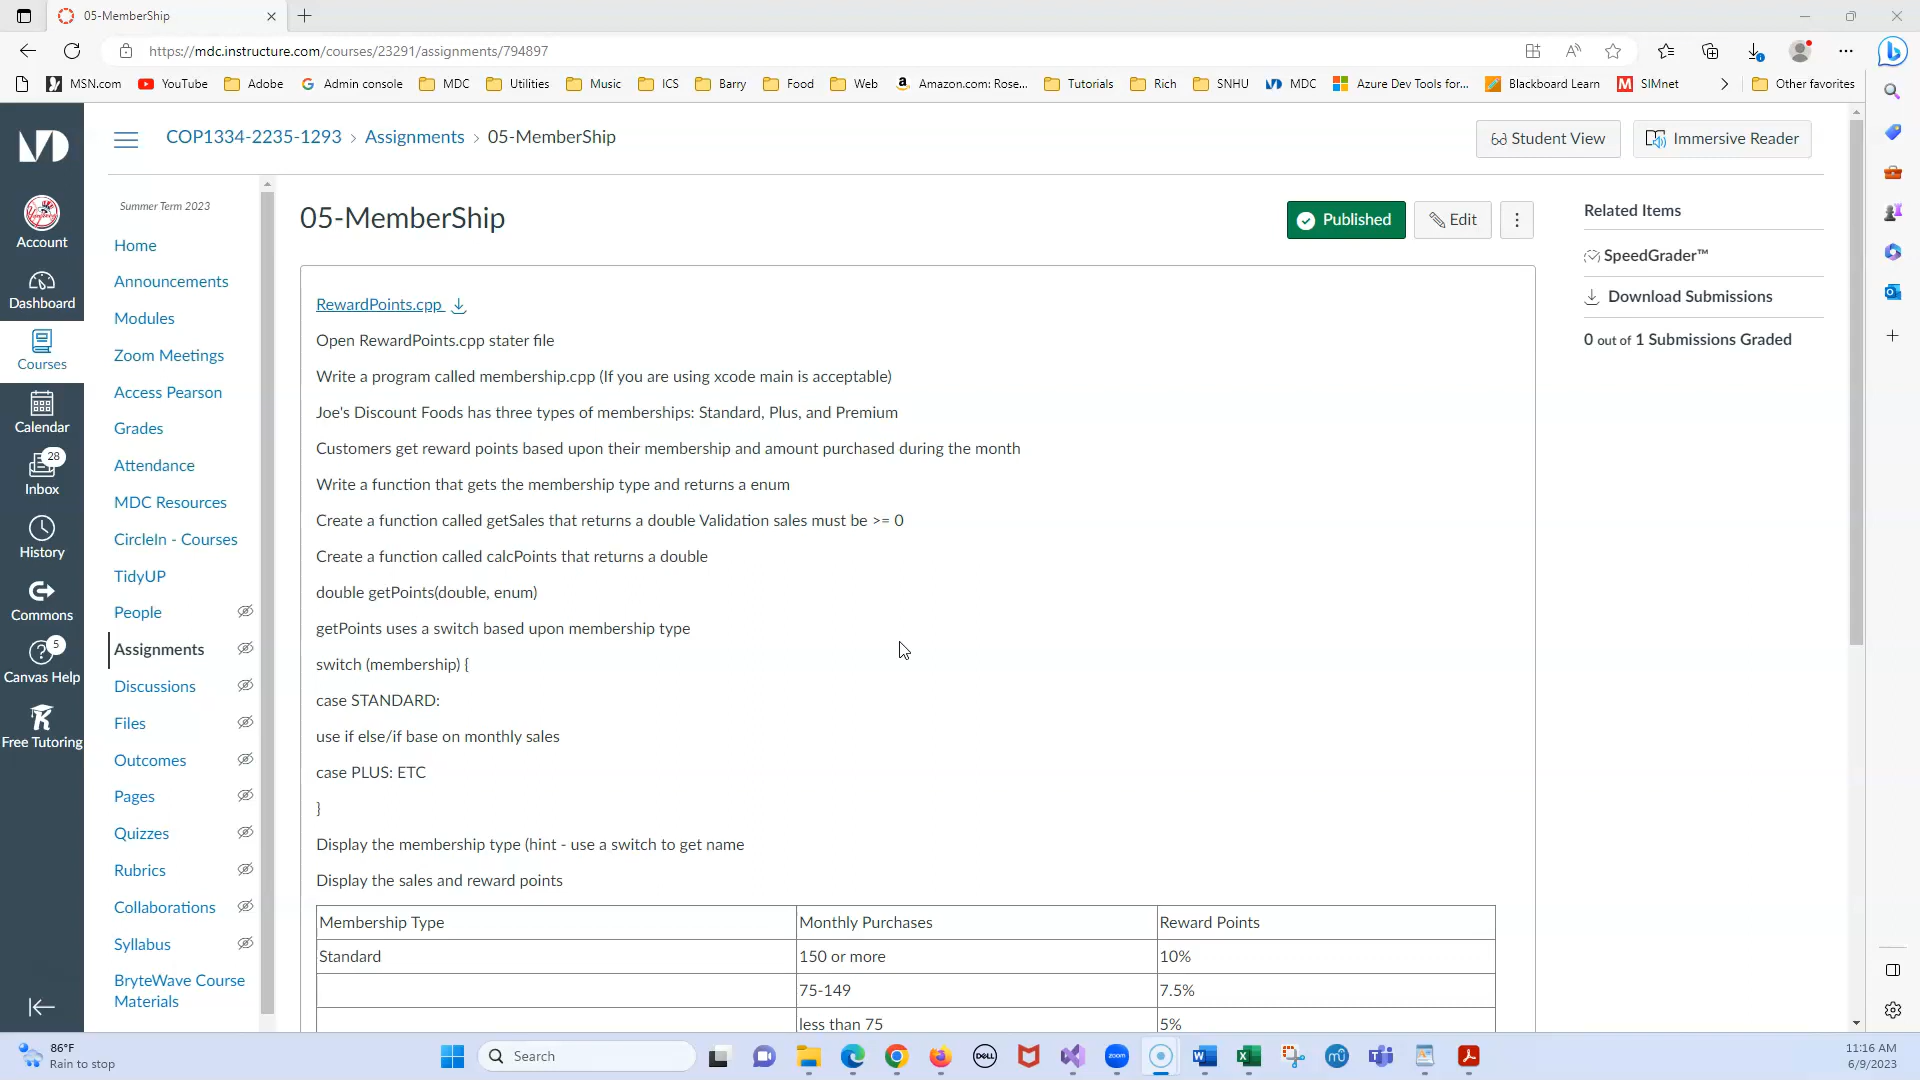 05-MemberShip
https://mdc.instructure.com/courses/23291/assignments/794897
MSN.com YouTube Adobe Admin console MDC Utilities Music ICS Barry Food Web Amazon.com: Rose... Tutorials Rich SNHU MDC Azure Dev Tools for... Blackboard Learn SIMnet Other favorites
COP1334-2235-1293 › Assignments › 05-MemberShip
Student View
Immersive Reader
Account
Dashboard
Courses
Calendar
28
Inbox
History
Commons
5
Canvas Help
Free Tutoring
Summer Term 2023
Home
Announcements
Modules
Zoom Meetings
Access Pearson
Grades
Attendance
MDC Resources
CircleIn - Courses
TidyUP
People
Assignments
Discussions
Files
Outcomes
Pages
Quizzes
Rubrics
Collaborations
Syllabus
BryteWave Course
Materials
05-MemberShip
Published
Edit
RewardPoints.cpp
Open RewardPoints.cpp stater file
Write a program called membership.cpp (If you are using xcode main is acceptable)
Joe's Discount Foods has three types of memberships: Standard, Plus, and Premium
Customers get reward points based upon their membership and amount purchased during the month
Write a function that gets the membership type and returns a enum
Create a function called getSales that returns a double Validation sales must be >= 0
Create a function called calcPoints that returns a double
double getPoints(double, enum)
getPoints uses a switch based upon membership type
switch (membership) {
case STANDARD:
use if else/if base on monthly sales
case PLUS: ETC
}
Display the membership type (hint - use a switch to get name
Display the sales and reward points
Membership Type Monthly Purchases Reward Points
Standard 150 or more 10%
75-149 7.5%
less than 75 5%
Related Items
SpeedGrader™
Download Submissions
0 out of 1 Submissions Graded
86°F
Rain to stop
Search
DELL
zoom
11:16 AM
6/9/2023